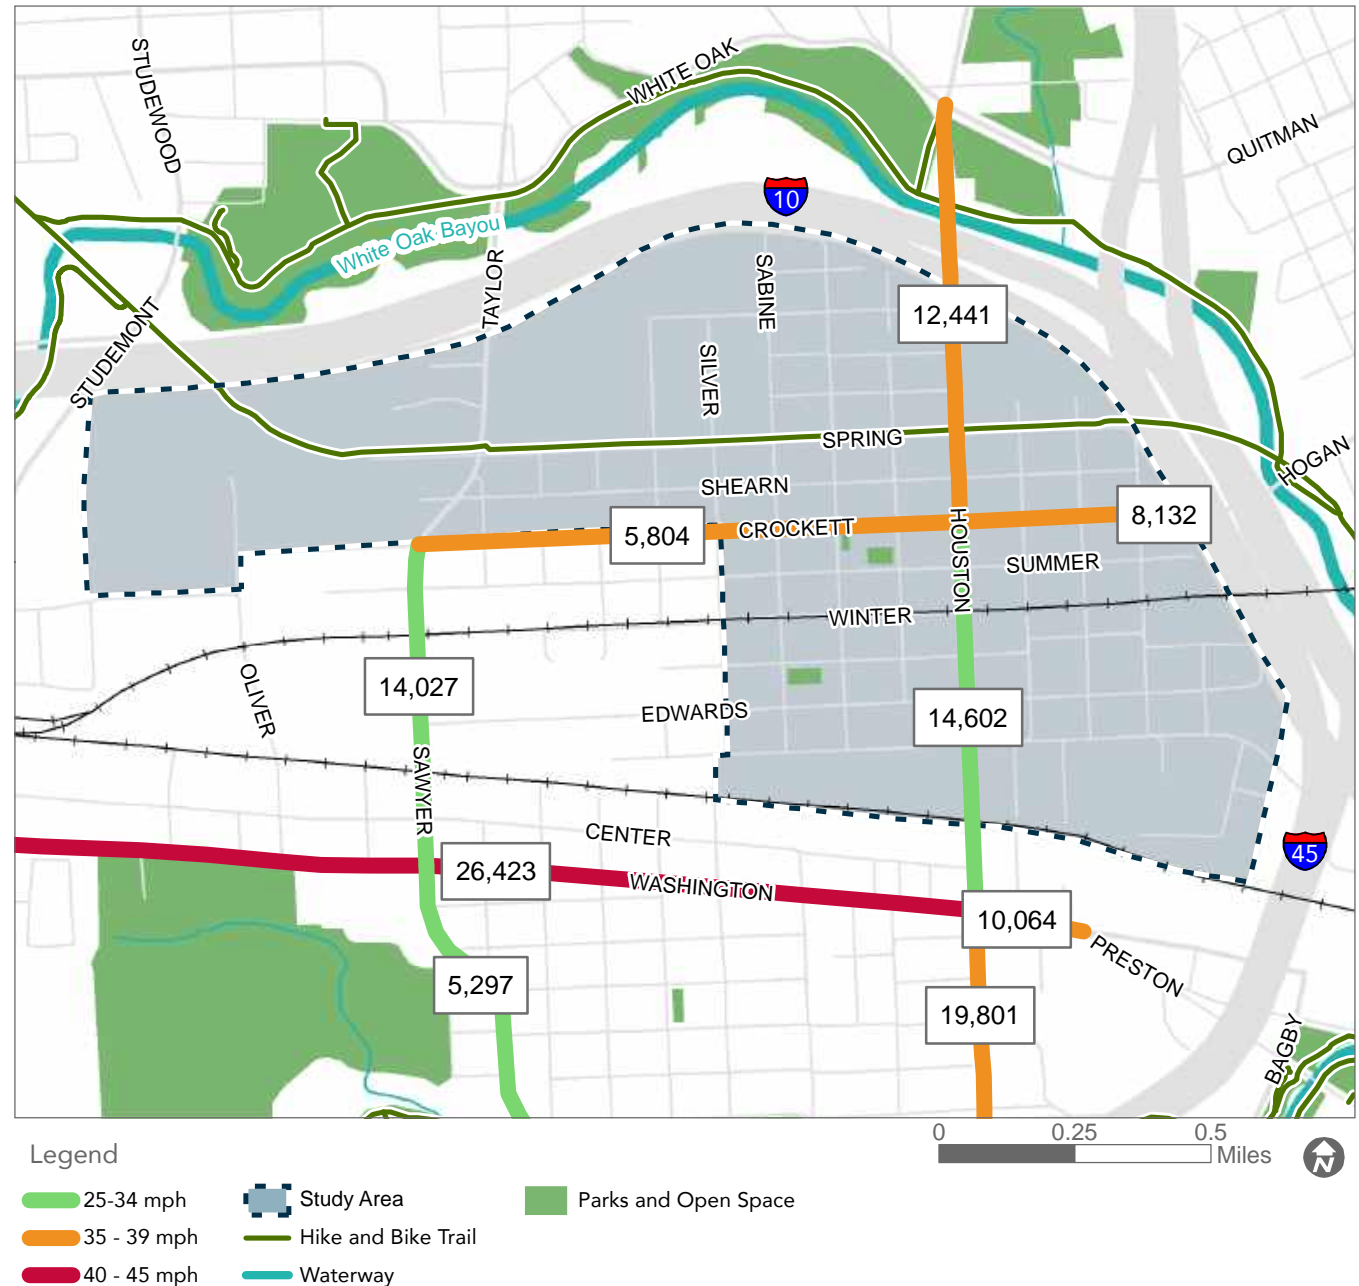 STUDEWOOD
WHITE OAK
QUITMAN
10
White Oak Bayou
TAYLOR
SABINE
12,441
STUDEMONT
SILVER
SPRING
HOGAN
SHEARN
5,804
CROCKETT
8,132
HOUSTON
SUMMER
WINTER
OLIVER
14,027
EDWARDS
14,602
SAWYER
CENTER
45
26,423
WASHINGTON
10,064
PRESTON
5,297
19,801
BAGBY
0 0.25 0.5
Miles
N
Legend
25-34 mph
Study Area
Parks and Open Space
35 - 39 mph
Hike and Bike Trail
40 - 45 mph
Waterway